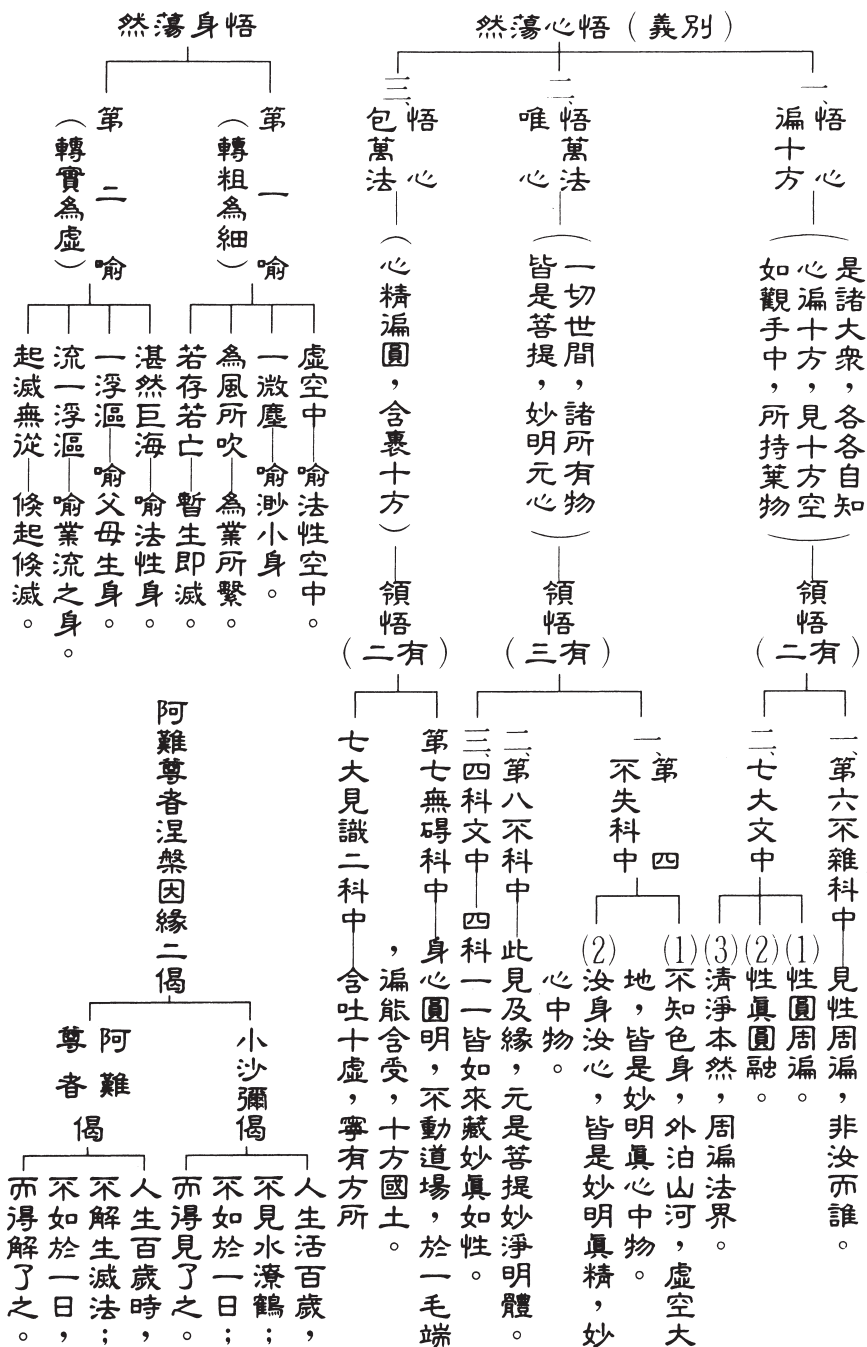 然蕩心悟（義別）
一、悟心
遍十方
是諸大衆，各各自知
心遍十方，見十方空
如觀手中，所持葉物
領悟
（二有）
一、第六不雜科中
見性周遍，非汝而誰。
二、七大文中
(1)性圓周遍。
(2)性眞圓融。
(3)清淨本然，周遍法界。
二、悟萬法
唯心
一切世間，諸所有物
皆是菩提，妙明元心
領悟
（三有）
一、第四
不失科中
(1)不知色身，外泊山河，虛空大
地，皆是妙明眞心中物。
(2)汝身汝心，皆是妙明眞精，妙
心中物。
二、第八不科中
此見及緣，元是菩提妙淨明體。
三、四科文中
四科一一皆如來藏妙眞如性。
三、悟心
包萬法
（心精遍圓，含裹十方）
領悟
（二有）
第七無碍科中
身心圓明，不動道場，於一毛端
，遍能含受，十方國土。
七大見識二科中
含吐十虛，寧有方所
然蕩身悟
第一喻
（轉粗為細）
虛空中
喻法性空中。
一微塵
喻渺小身。
為風所吹
為業所繫。
若存若亡
暫生即滅。
第二喻
（轉實為虛）
湛然巨海
喻法性身。
一浮漚
喻父母生身。
流一浮漚
喻業流之身。
起滅無從
倏起倏滅。
阿難尊者涅槃因緣二偈
小沙彌偈
人生活百歲，
不見水潦鶴；
不如於一日；
而得見了之。
阿難
尊者偈
人生百歲時，
不解生滅法；
不如於一日，
而得解了之。